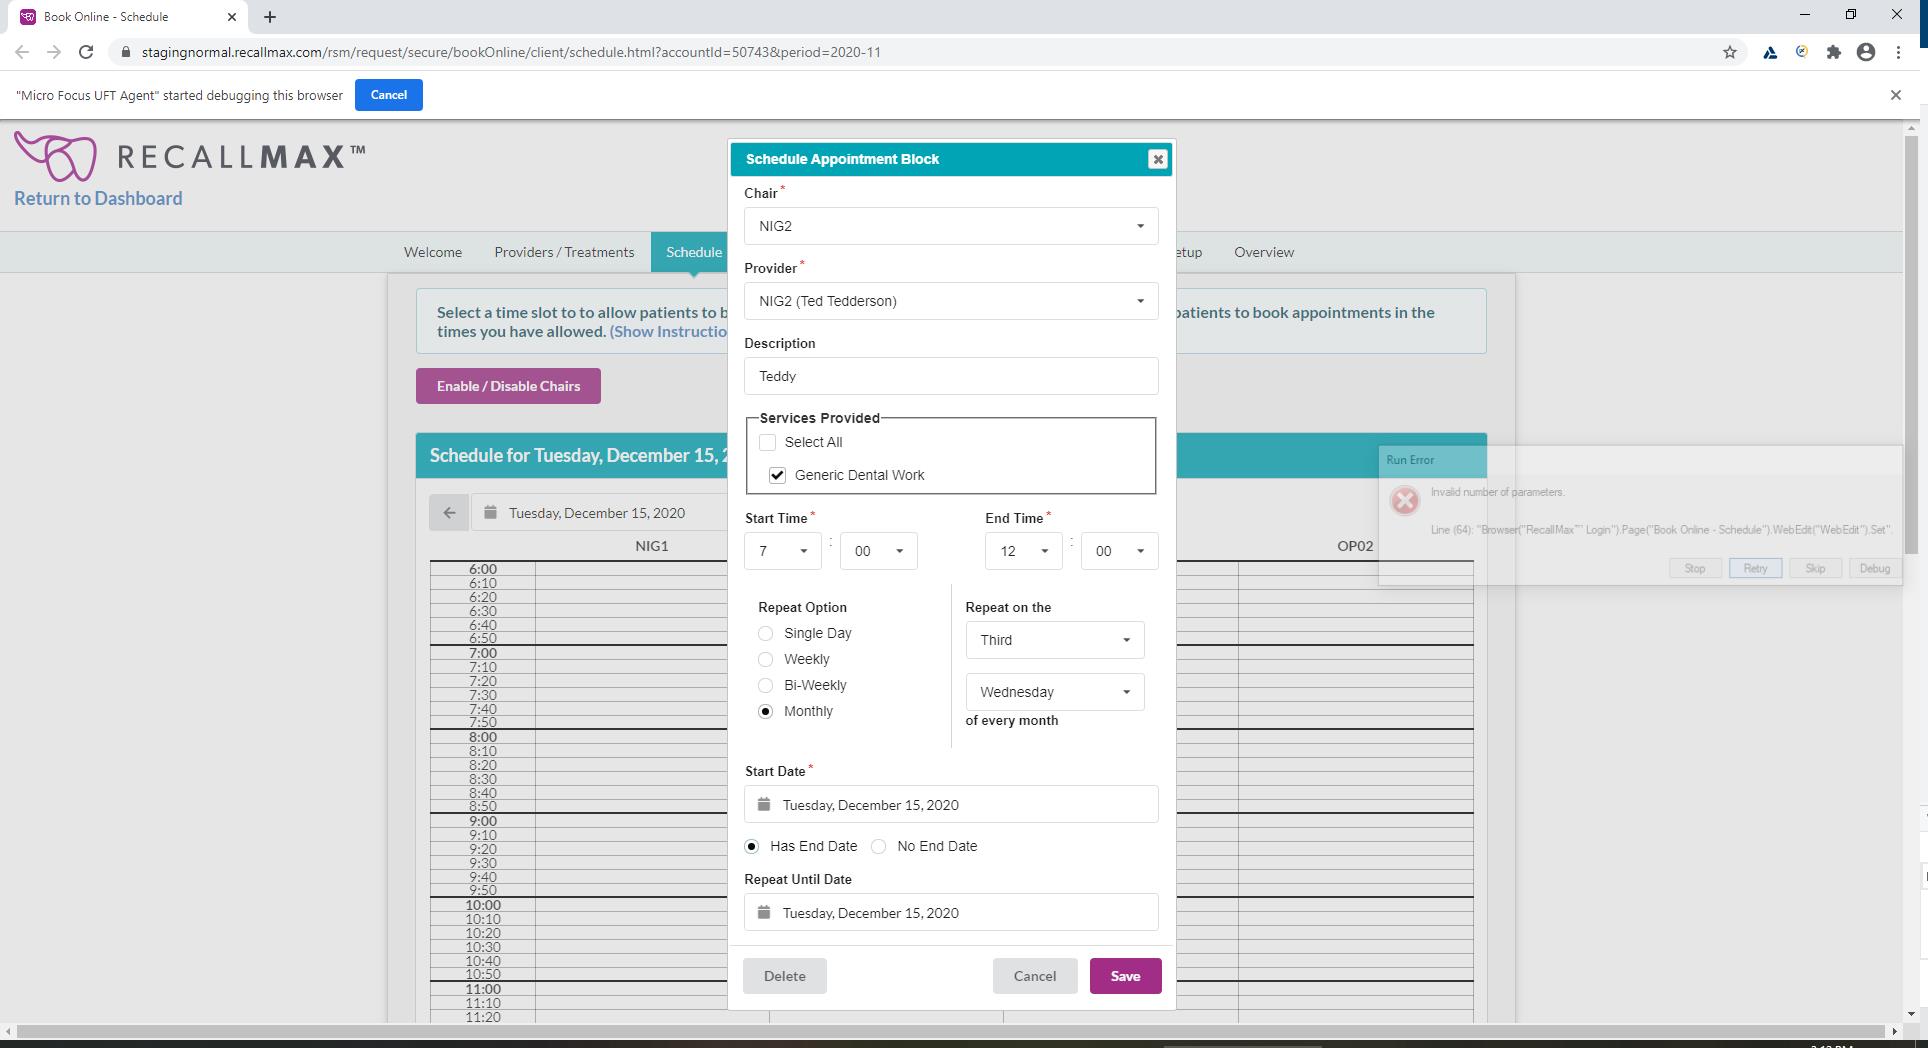 Book Online - Schedule
stagingnormal.recallmax.com/rsm/request/secure/bookOnline/client/schedule.html?accountId=50743&period=2020-11
"Micro Focus UFT Agent" started debugging this browser
Cancel
RECALLMAX™
Return to Dashboard
Welcome
Providers / Treatments
Schedule
etup
Overview
Select a time slot to to allow patients to b
patients to book appointments in the
times you have allowed. (Show Instructio
Enable / Disable Chairs
Schedule for Tuesday, December 15, 2
Tuesday, December 15, 2020
NIG1
OP02
6:00
6:10
6:20
6:30
6:40
6:50
7:00
7:10
7:20
7:30
7:40
7:50
8:00
8:10
8:20
8:30
8:40
8:50
9:00
9:10
9:20
9:30
9:40
9:50
10:00
10:10
10:20
10:30
10:40
10:50
11:00
11:10
11:20
Schedule Appointment Block
Chair*
NIG2
Provider*
NIG2 (Ted Tedderson)
Description
Teddy
Services Provided
Select All
Generic Dental Work
Start Time*
End Time*
7 : 00
12 : 00
Repeat Option
Single Day
Weekly
Bi-Weekly
Monthly
Repeat on the
Third
Wednesday
of every month
Start Date*
Tuesday, December 15, 2020
Has End Date
No End Date
Repeat Until Date
Tuesday, December 15, 2020
Delete
Cancel
Save
Run Error
Invalid number of parameters.
Line (64): "Browser("RecallMax™ Login").Page("Book Online - Schedule").WebEdit("WebEdit").Set".
Stop
Retry
Skip
Debug